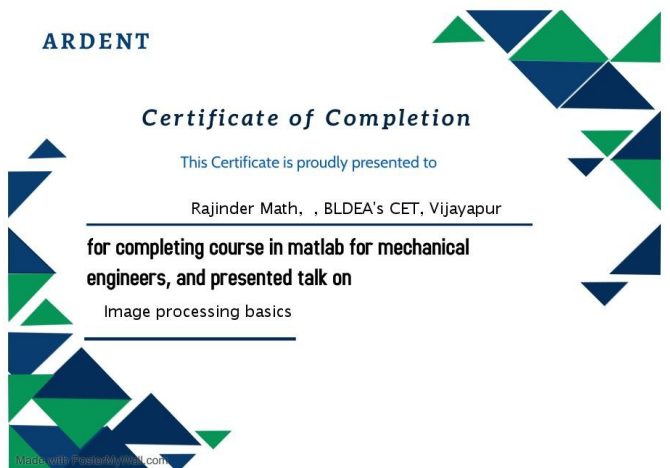 ARDENT
Certificate of Completion
This Certificate is proudly presented to
Rajinder Math, , BLDEA's CET, Vijayapur
for completing course in matlab for mechanical
engineers, and presented talk on
Image processing basics
Made with PosterMyWall.com